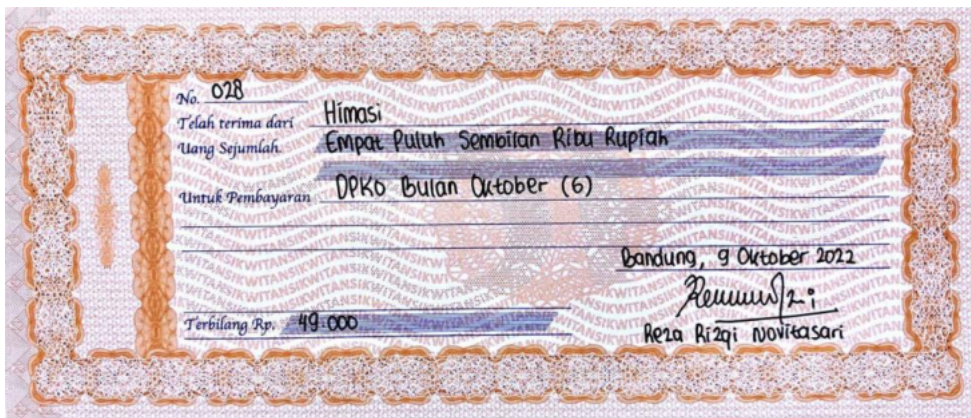 No. 028
Telah terima dari Himasi
Uang Sejumlah Empat Puluh Sembilan Ribu Rupiah
Untuk Pembayaran DPKO Bulan Oktober (6)
Bandung, 9 Oktober 2022
Terbilang Rp. 49.000
Reza Rizqi Novitasari